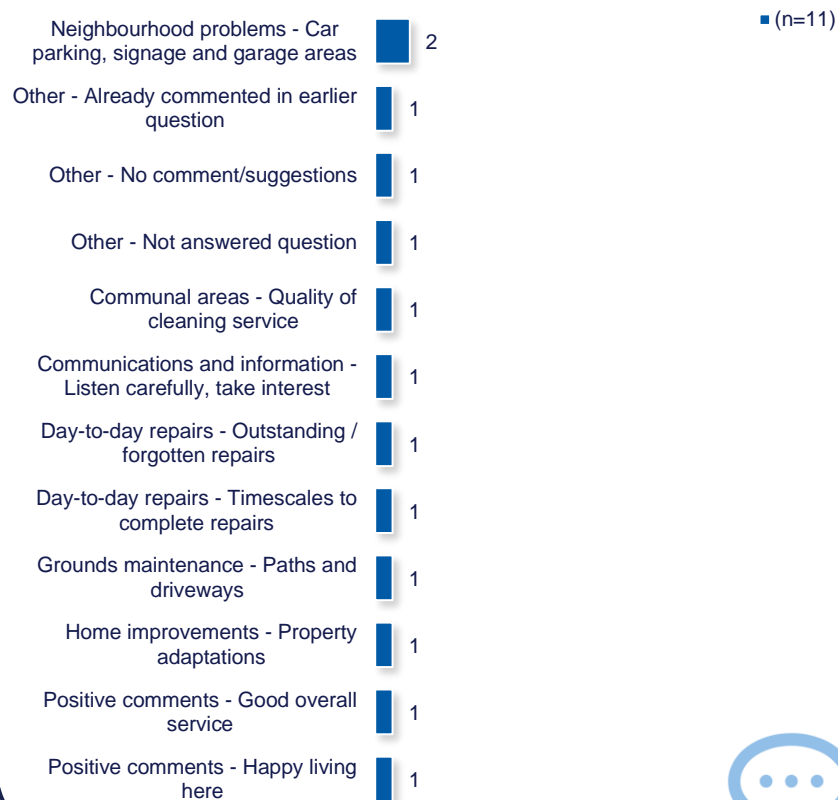 (n=11)
Neighbourhood problems - Car
parking, signage and garage areas
2
Other - Already commented in earlier
question
1
Other - No comment/suggestions
1
Other - Not answered question
1
Communal areas - Quality of
cleaning service
1
Communications and information -
Listen carefully, take interest
1
Day-to-day repairs - Outstanding /
forgotten repairs
1
Day-to-day repairs - Timescales to
complete repairs
1
Grounds maintenance - Paths and
driveways
1
Home improvements - Property
adaptations
1
Positive comments - Good overall
service
1
Positive comments - Happy living
here
1